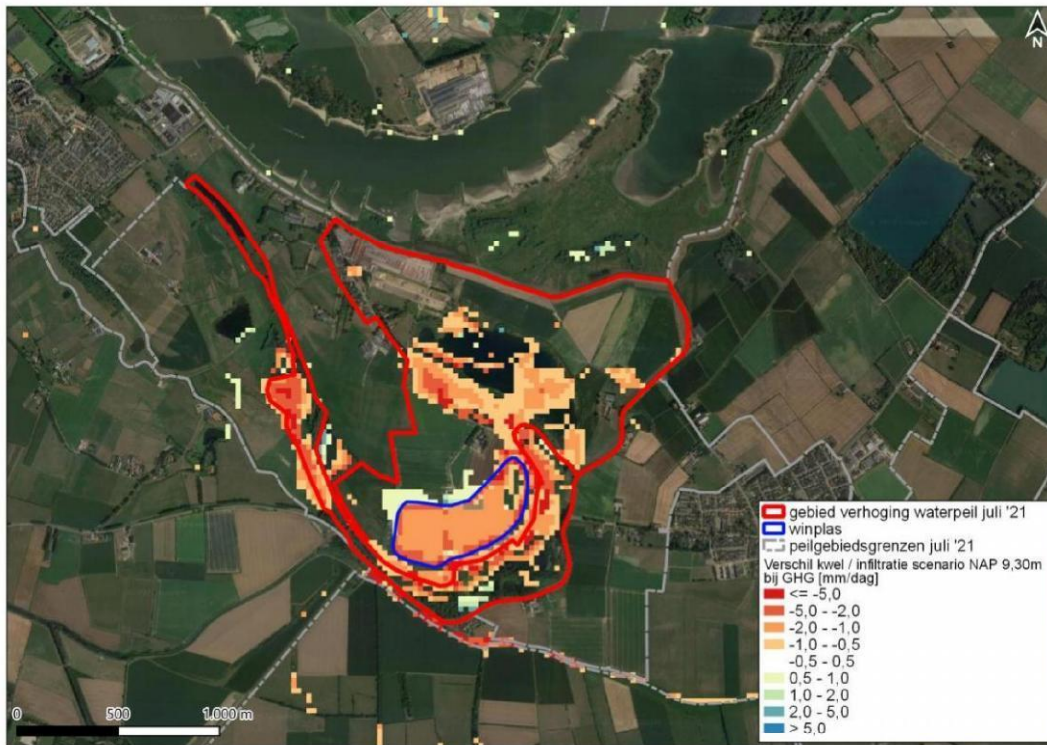 N
gebied verhoging waterpeil juli '21
winplas
peilgebiedsgrenzen juli '21
Verschil kwel / infiltratie scenario NAP 9,30m
bij GHG [mm/dag]
<= -5,0
-5,0 - -2,0
-2,0 - -1,0
-1,0 - -0,5
-0,5 - 0,5
0,5 - 1,0
1,0 - 2,0
2,0 - 5,0
> 5,0
0 500 1.000 m